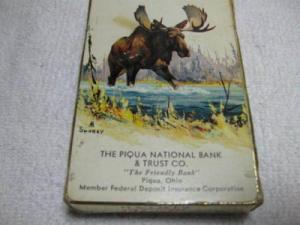 THE PIQUA NATIONAL BANK
& TRUST CO.
"The Friendly Bank"
Piqua, Ohio
Member Federal Deposit Insurance Corporation